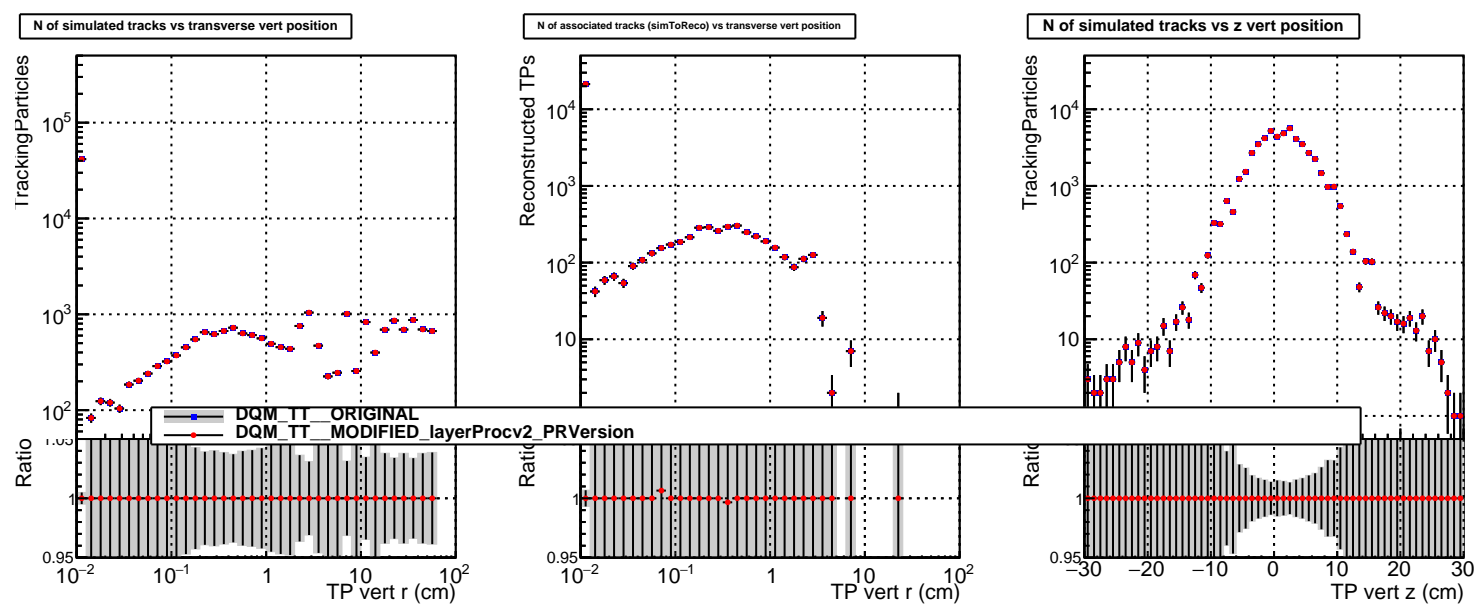 N of simulated tracks vs transverse vert position
TrackingParticles
10^5
10^4
10^3
10^2
Ratio
1
0.95
10^−2
10^−1
1
10
10^2
TP vert r (cm)
N of associated tracks (simToReco) vs transverse vert position
Reconstructed TPs
10^4
10^3
10^2
10
Ratio
1
0.95
10^−2
10^−1
1
10
10^2
TP vert r (cm)
N of simulated tracks vs z vert position
TrackingParticles
10^4
10^3
10^2
10
Ratio
1
0.95
−30
−20
−10
0
10
20
30
TP vert z (cm)
DQM_TT__ORIGINAL
DQM_TT__MODIFIED_layerProcv2_PRVersion